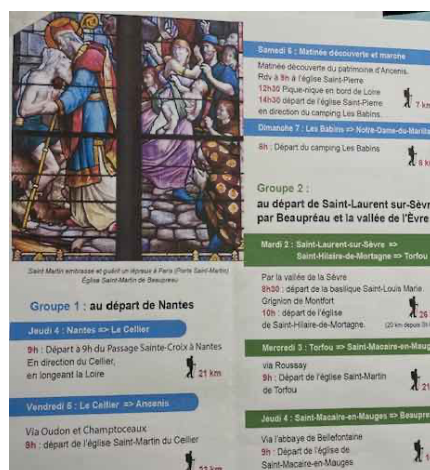 Saint Martin embrasse et guérit un lépreux à Paris (Porte Saint-Martin)
Église Saint-Martin de Beaupreau
Groupe 1 : au départ de Nantes
Jeudi 4 : Nantes => Le Cellier
9h : Départ à 9h du Passage Sainte-Croix à Nantes
En direction du Cellier,
en longeant la Loire
21 km
Vendredi 5 : Le Cellier => Ancenis
Via Oudon et Champtoceaux
9h : départ de l'église Saint-Martin du Cellier
Samedi 6 : Matinée découverte et marche
Matinée découverte du patrimoine d'Ancenis.
Rdv à 9h à l'église Saint-Pierre.
12h30 Pique-nique en bord de Loire
14h30 départ de l'église Saint-Pierre
en direction du camping Les Babins
7 km
Dimanche 7 : Les Babins => Notre-Dame-du-Marilla
8h : Départ du camping Les Babins
Groupe 2 :
au départ de Saint-Laurent sur-Sèvr
par Beaupréau et la vallée de l'Èvre
Mardi 2 : Saint-Laurent-sur-Sèvre =>
Saint-Hilaire-de-Mortagne => Torfou
Par la vallée de la Sèvre
8h30 : départ de la basilique Saint-Louis Marie
Grignion de Montfort
10h : départ de l'église
de Saint-Hilaire-de-Mortagne.
26
(20 km depuis St-
Mercredi 3 : Torfou => Saint-Macaire-en-Maug
via Roussay
9h : Départ de l'église Saint-Martin
de Torfou
21
Jeudi 4 : Saint-Macaire-en-Mauges => Beaupré
Via l'abbaye de Bellefontaine
9h : Départ de l'église de
Saint-Macaire-en-Mauges